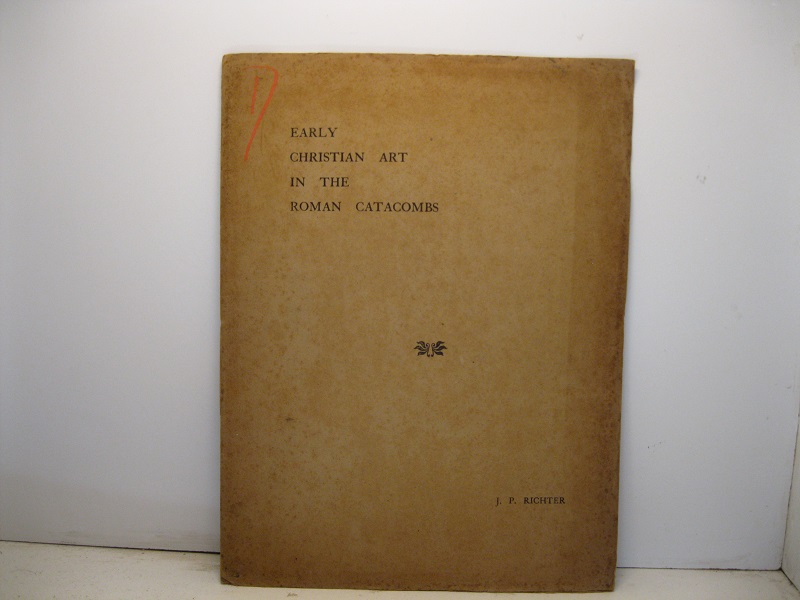 EARLY
CHRISTIAN ART
IN THE
ROMAN CATACOMBS
J. P. RICHTER